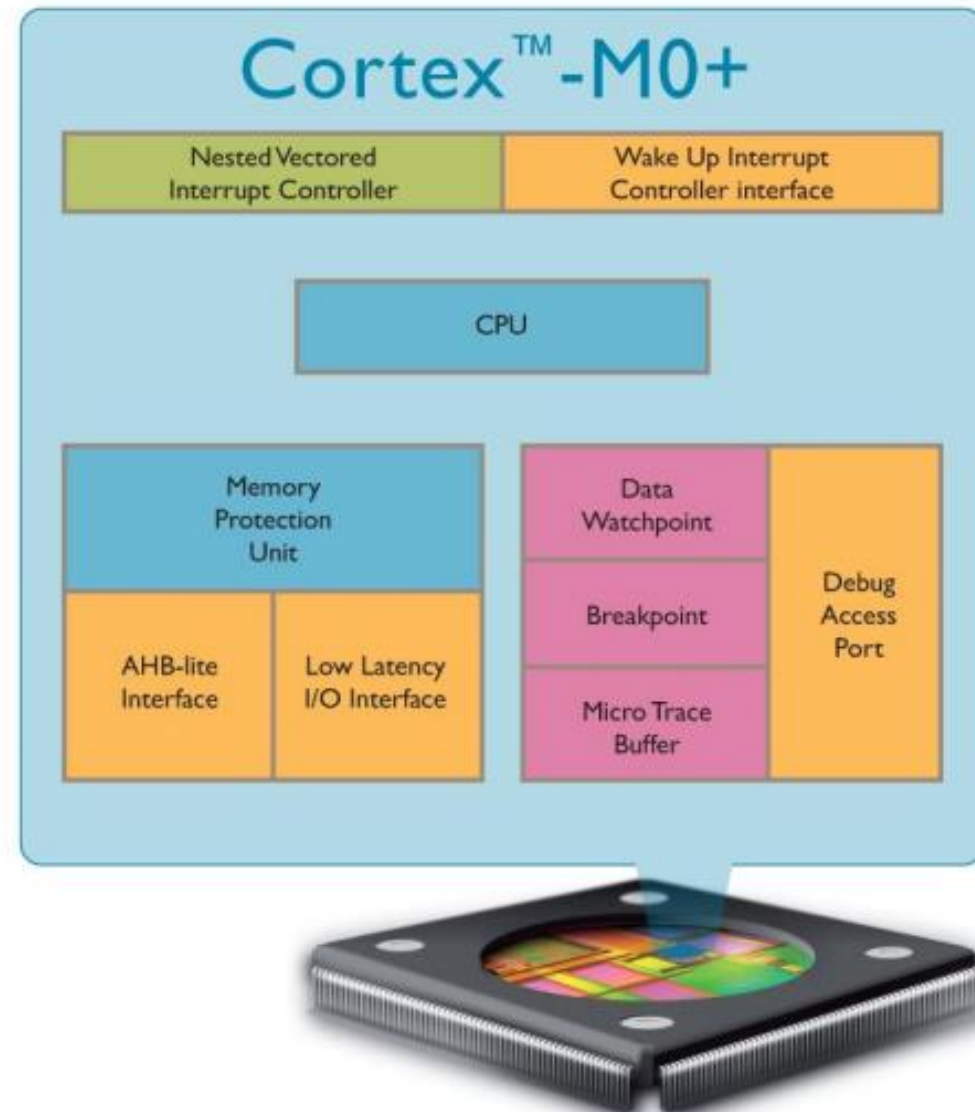 Cortex™-M0+
Nested Vectored
Interrupt Controller
Wake Up Interrupt
Controller interface
CPU
Memory
Protection
Unit
AHB-lite
Interface
Low Latency
I/O Interface
Data
Watchpoint
Breakpoint
Micro Trace
Buffer
Debug
Access
Port